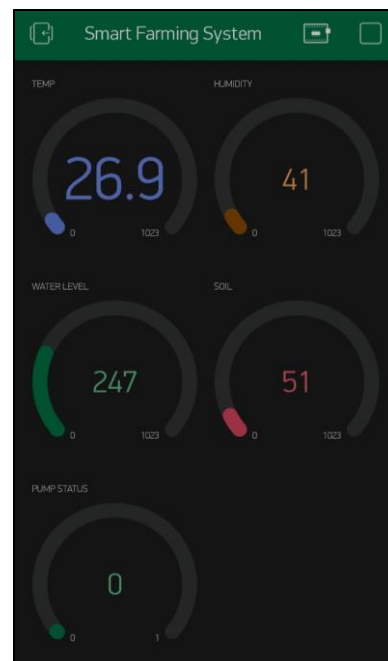 Smart Farming System
TEMP
26.9
0 1023
HUMIDITY
41
0 1023
WATER LEVEL
247
0 1023
SOIL
51
0 1023
PUMP STATUS
0
0 1